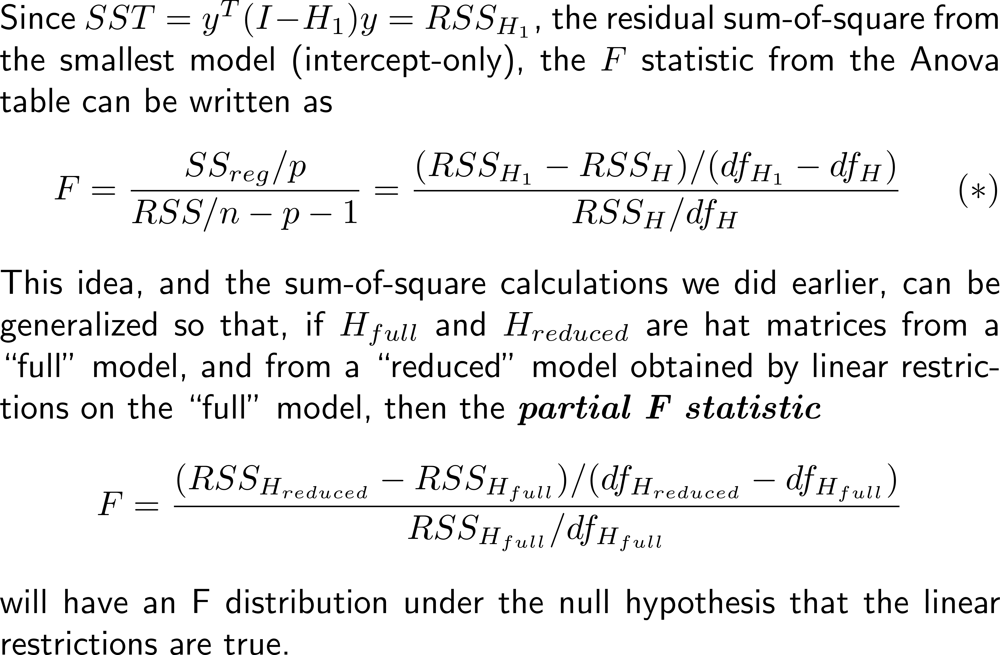 Since $SST = y^T(I-H_1)y = RSS_{H_1}$, the residual sum-of-square from
the smallest model (intercept-only), the $F$ statistic from the Anova
table can be written as
$F = \frac{SS_{reg}/p}{RSS/n-p-1} = \frac{(RSS_{H_1} - RSS_H)/(df_{H_1} - df_H)}{RSS_H/df_H} \quad (*)$
This idea, and the sum-of-square calculations we did earlier, can be
generalized so that, if $H_{full}$ and $H_{reduced}$ are hat matrices from a
“full” model, and from a “reduced” model obtained by linear restric-
tions on the “full” model, then the partial F statistic
$F = \frac{(RSS_{H_{reduced}} - RSS_{H_{full}})/(df_{H_{reduced}} - df_{H_{full}})}{RSS_{H_{full}}/df_{H_{full}}}$
will have an F distribution under the null hypothesis that the linear
restrictions are true.